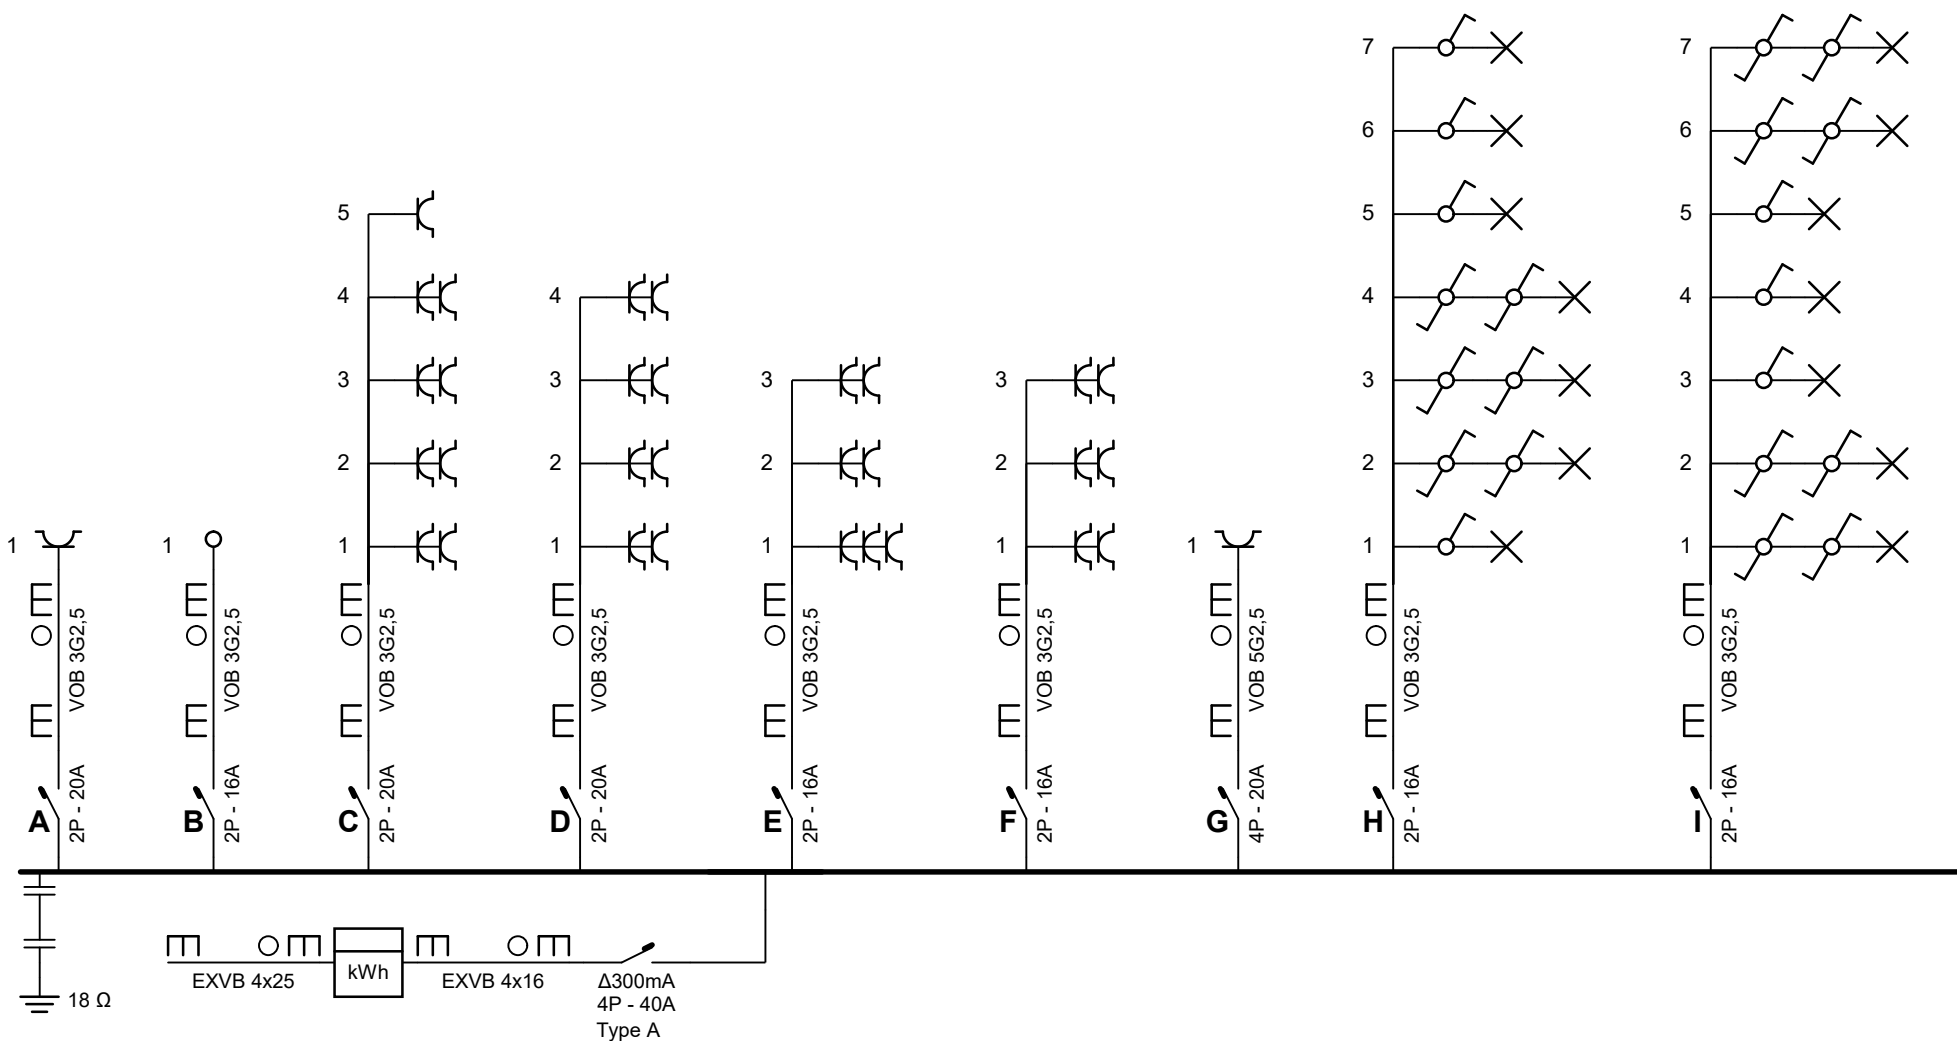 7
7
6
6
5
5
5
4
4
4
4
3
3
3
3
3
3
2
2
2
2
2
2
1
1
1
1
1
1
1
1
1
VOB 3G2,5
VOB 3G2,5
VOB 3G2,5
VOB 3G2,5
VOB 3G2,5
VOB 3G2,5
VOB 5G2,5
VOB 3G2,5
VOB 3G2,5
A
2P - 20A
B
2P - 16A
C
2P - 20A
D
2P - 20A
E
2P - 16A
F
2P - 16A
G
4P - 20A
H
2P - 16A
I
2P - 16A
EXVB 4x25
kWh
EXVB 4x16
Δ300mA
4P - 40A
Type A
18 Ω